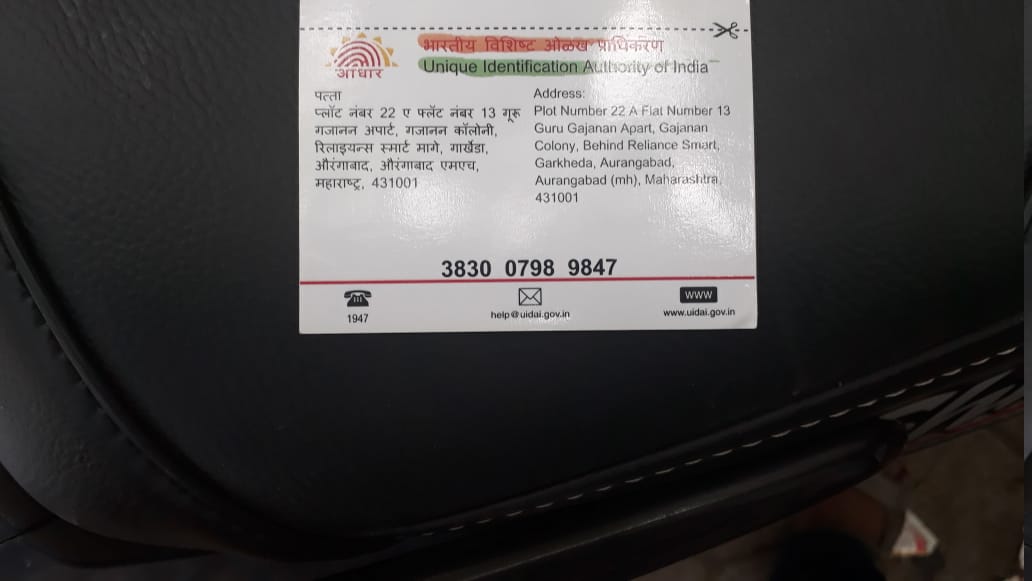 भारतीय विशिष्ट ओळख प्राधिकरण
Unique Identification Authority of India
आधार
पत्ता
प्लॉट नंबर 22 ए फ्लॅट नंबर 13 गूरू
गजानन अपार्ट, गजानन कॉलोनी,
रिलाइयन्स स्मार्ट मागे, गार्खेडा,
औरंगाबाद, औरंगाबाद एमएच,
महाराष्ट्र, 431001
Address:
Plot Number 22 A Flat Number 13
Guru Gajanan Apart, Gajanan
Colony, Behind Reliance Smart,
Garkheda, Aurangabad,
Aurangabad (mh), Maharashtra,
431001
3830 0798 9847
1947
help@uidai.gov.in
WWW
www.uidai.gov.in